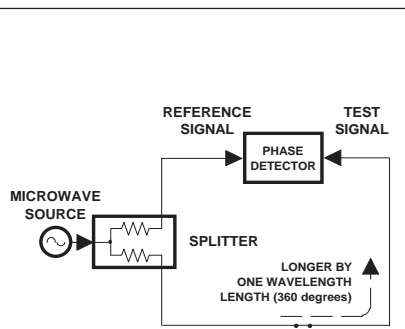 REFERENCE
SIGNAL
TEST
SIGNAL
PHASE
DETECTOR
MICROWAVE
SOURCE
SPLITTER
LONGER BY
ONE WAVELENGTH
LENGTH (360 degrees)